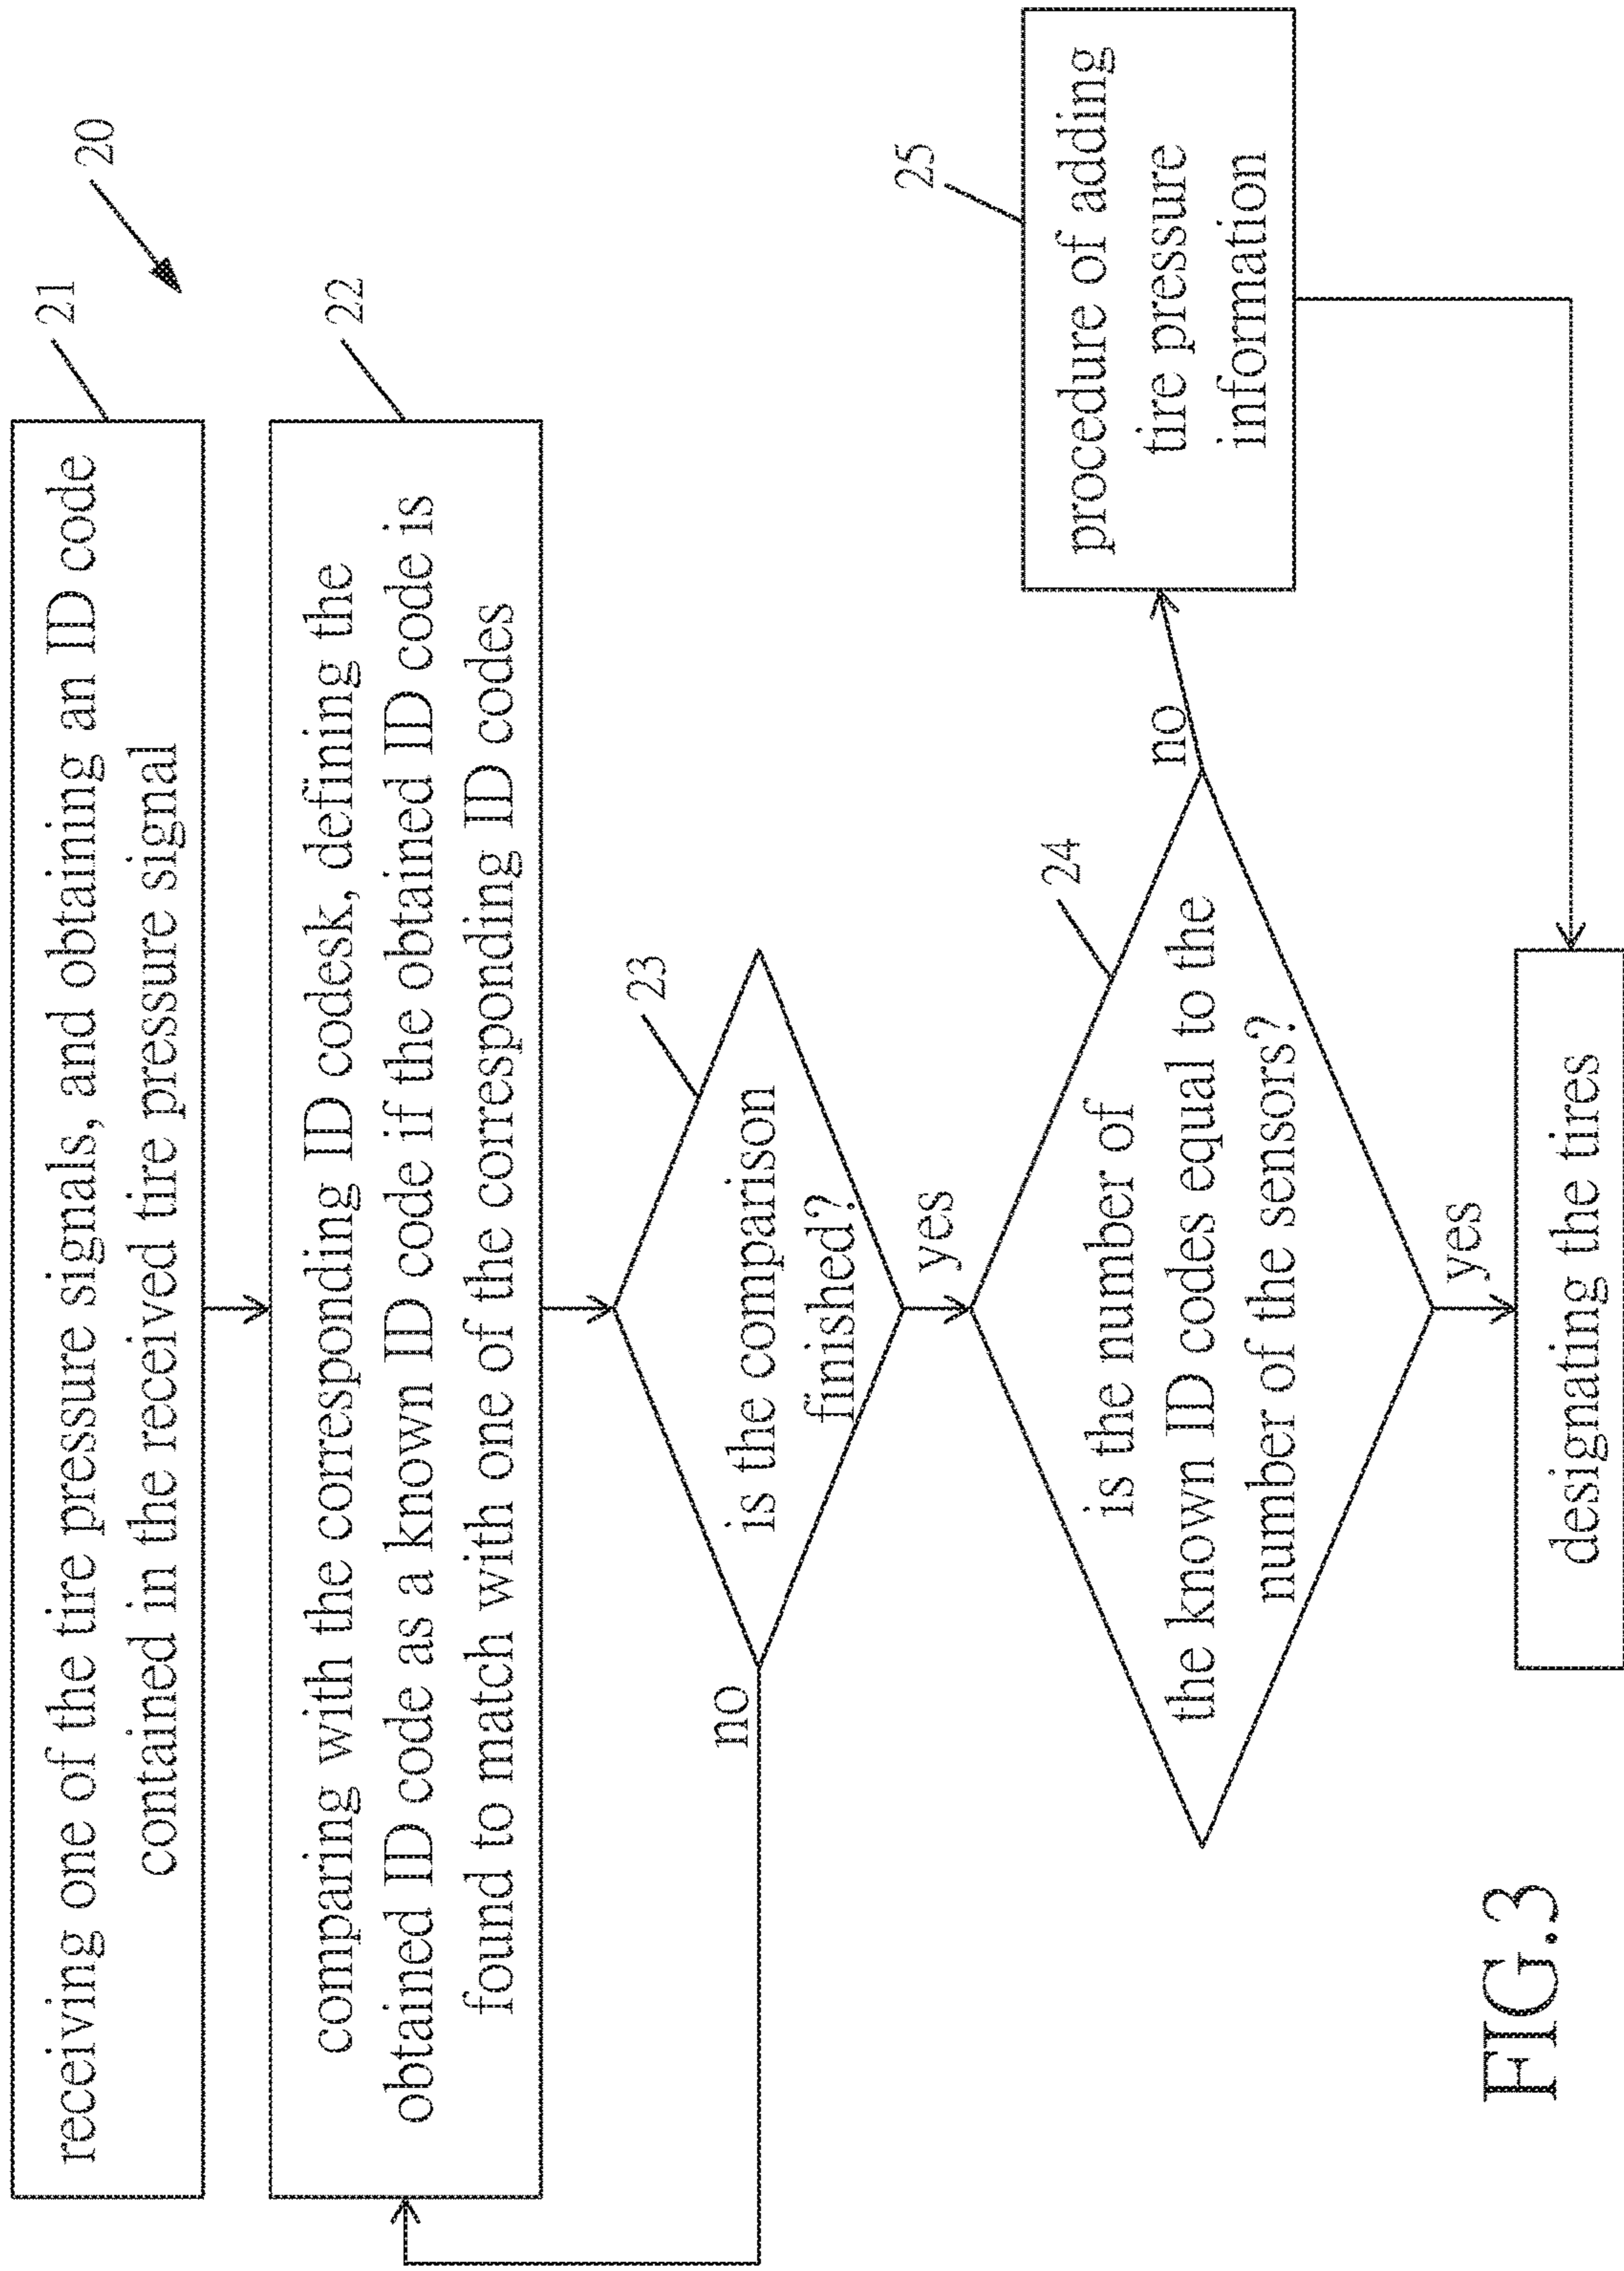 20
21
receiving one of the tire pressure signals, and obtaining an ID code
contained in the received tire pressure signal
22
comparing with the corresponding ID codesk, defining the
obtained ID code as a known ID code if the obtained ID code is
found to match with one of the corresponding ID codes
23
is the comparison
finished?
no
yes
24
is the number of
the known ID codes equal to the
number of the sensors?
no
25
procedure of adding
tire pressure
information
yes
designating the tires
FIG.3